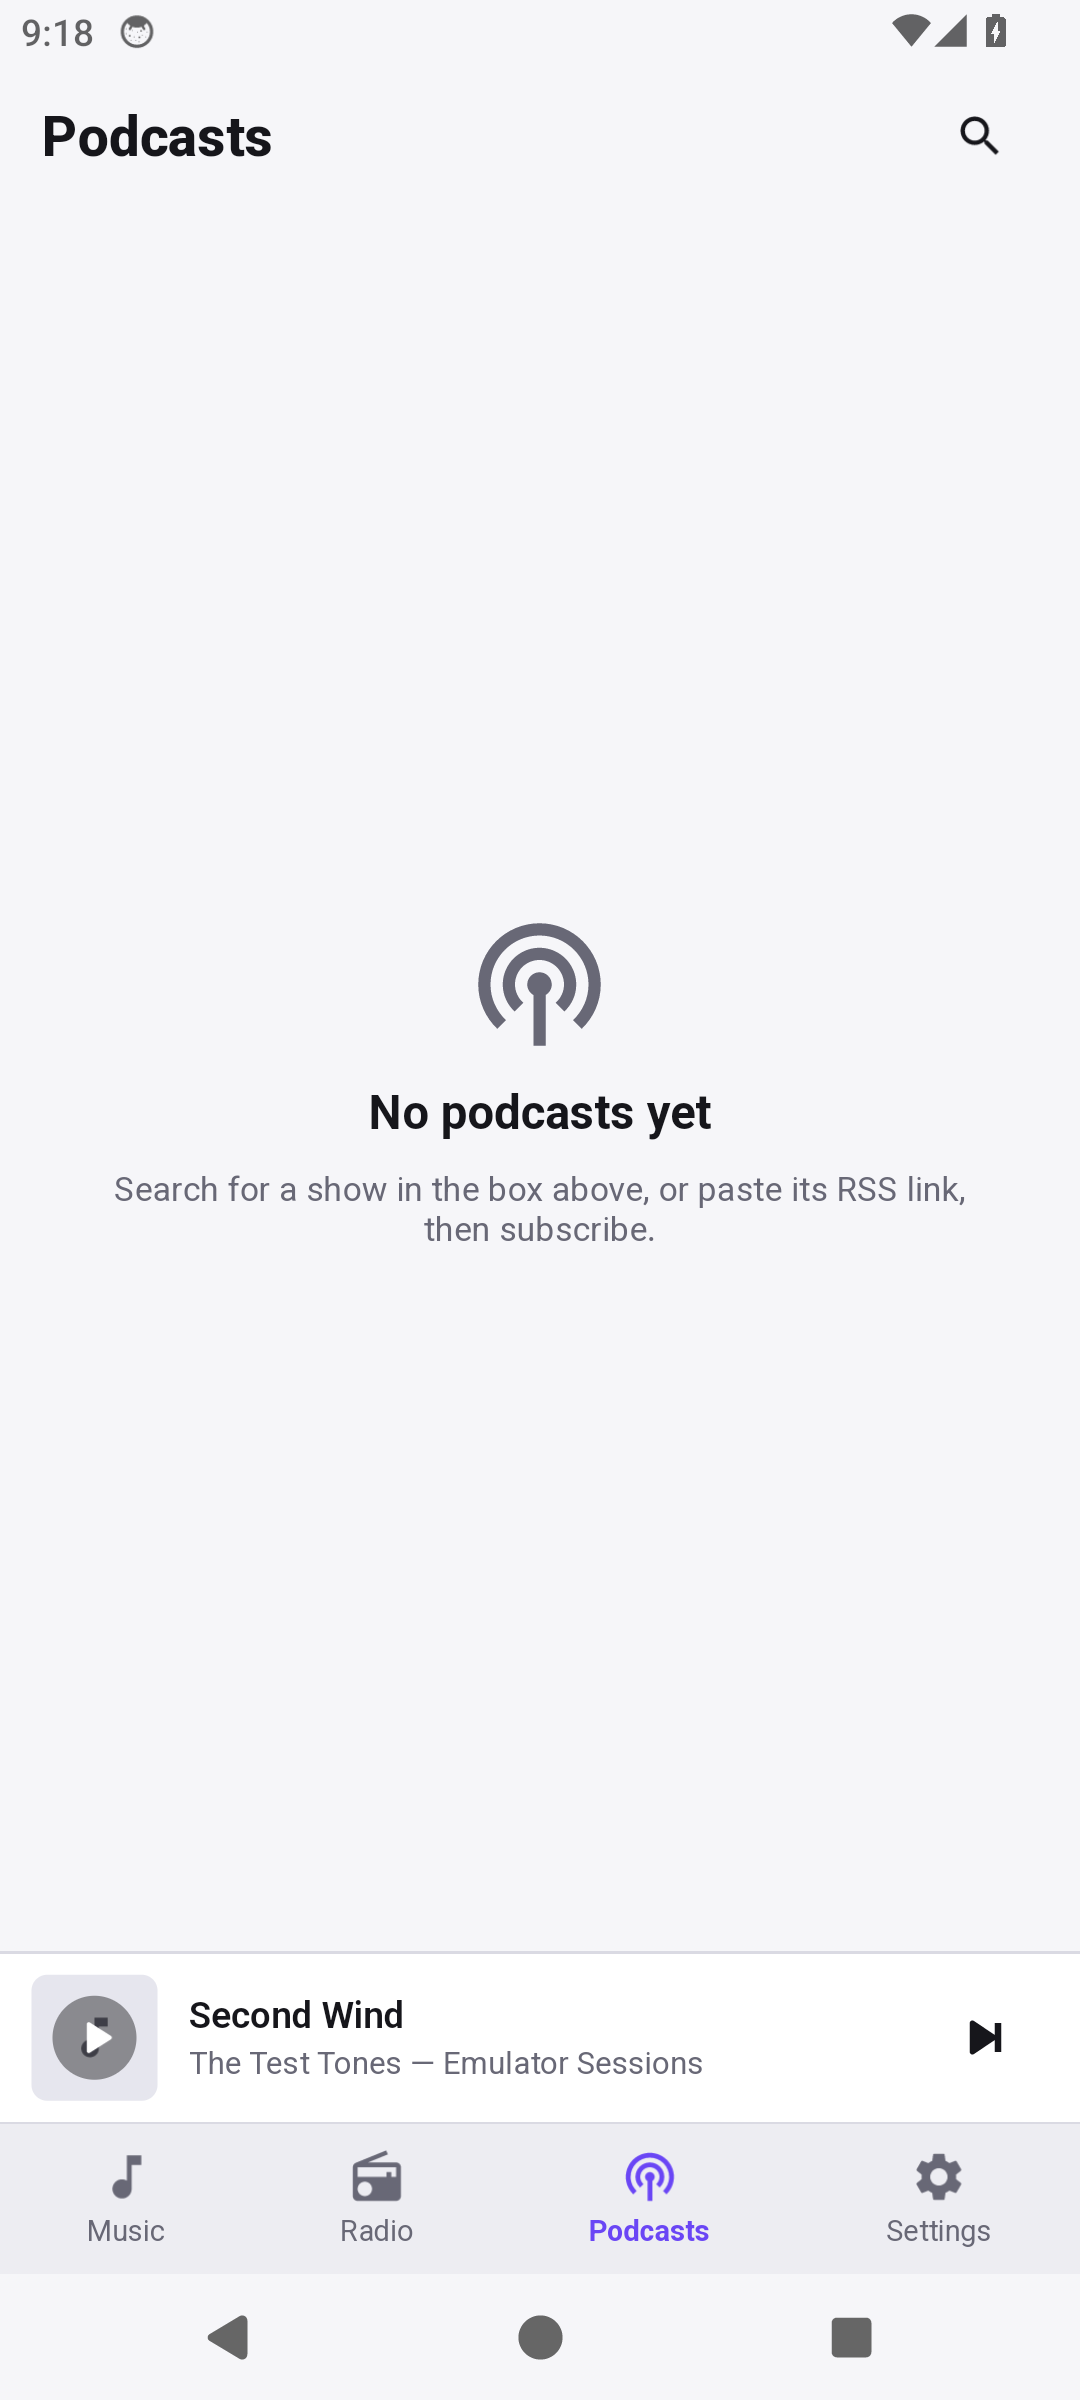 9:18
Podcasts
No podcasts yet
Search for a show in the box above, or paste its RSS link,
then subscribe.
Second Wind
The Test Tones — Emulator Sessions
Music
Radio
Podcasts
Settings